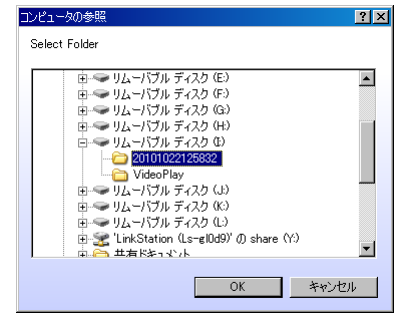 コンピュータの参照
Select Folder
リムーバブル ディスク (E:)
リムーバブル ディスク (F:)
リムーバブル ディスク (G:)
リムーバブル ディスク (H:)
リムーバブル ディスク (I:)
20101022125832
VideoPlay
リムーバブル ディスク (J:)
リムーバブル ディスク (K:)
リムーバブル ディスク (L:)
'LinkStation (Ls-gl0d9)' の share (Y:)
共有ドキュメント
OK キャンセル